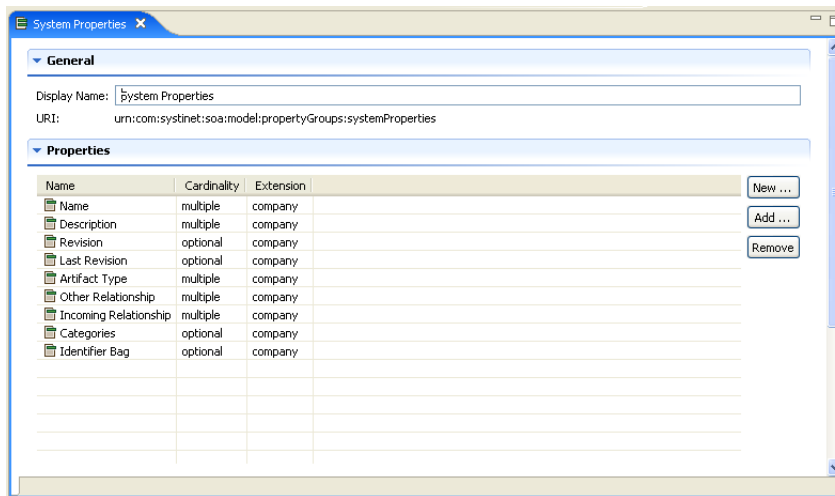 System Properties
General
Display Name: System Properties
URI: urn:com:systinet:soa:model:propertyGroups:systemProperties
Properties
Name Cardinality Extension
Name multiple company
Description multiple company
Revision optional company
Last Revision optional company
Artifact Type multiple company
Other Relationship multiple company
Incoming Relationship multiple company
Categories optional company
Identifier Bag optional company
New ...
Add ...
Remove